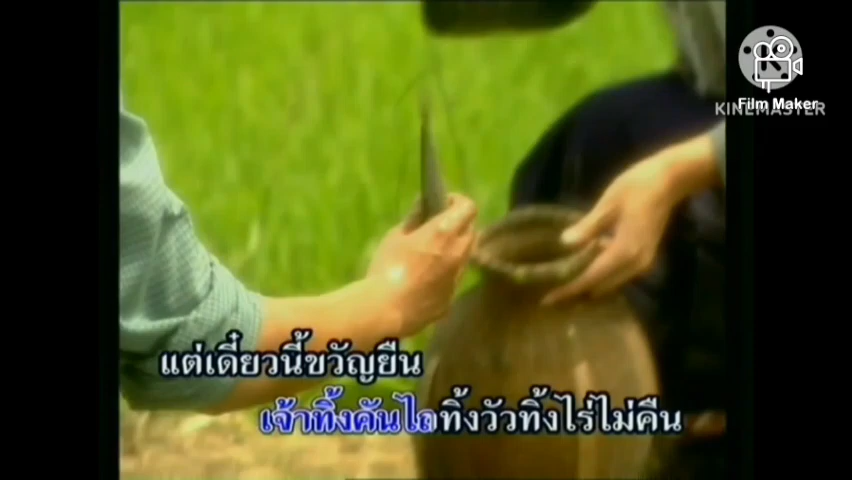 Film Maker
KINEMASTER
แต่เดี๋ยวนี้ขวัญยืน
เจ้าทิ้งคันไถทิ้งวัวทิ้งไร่ไม่คืน